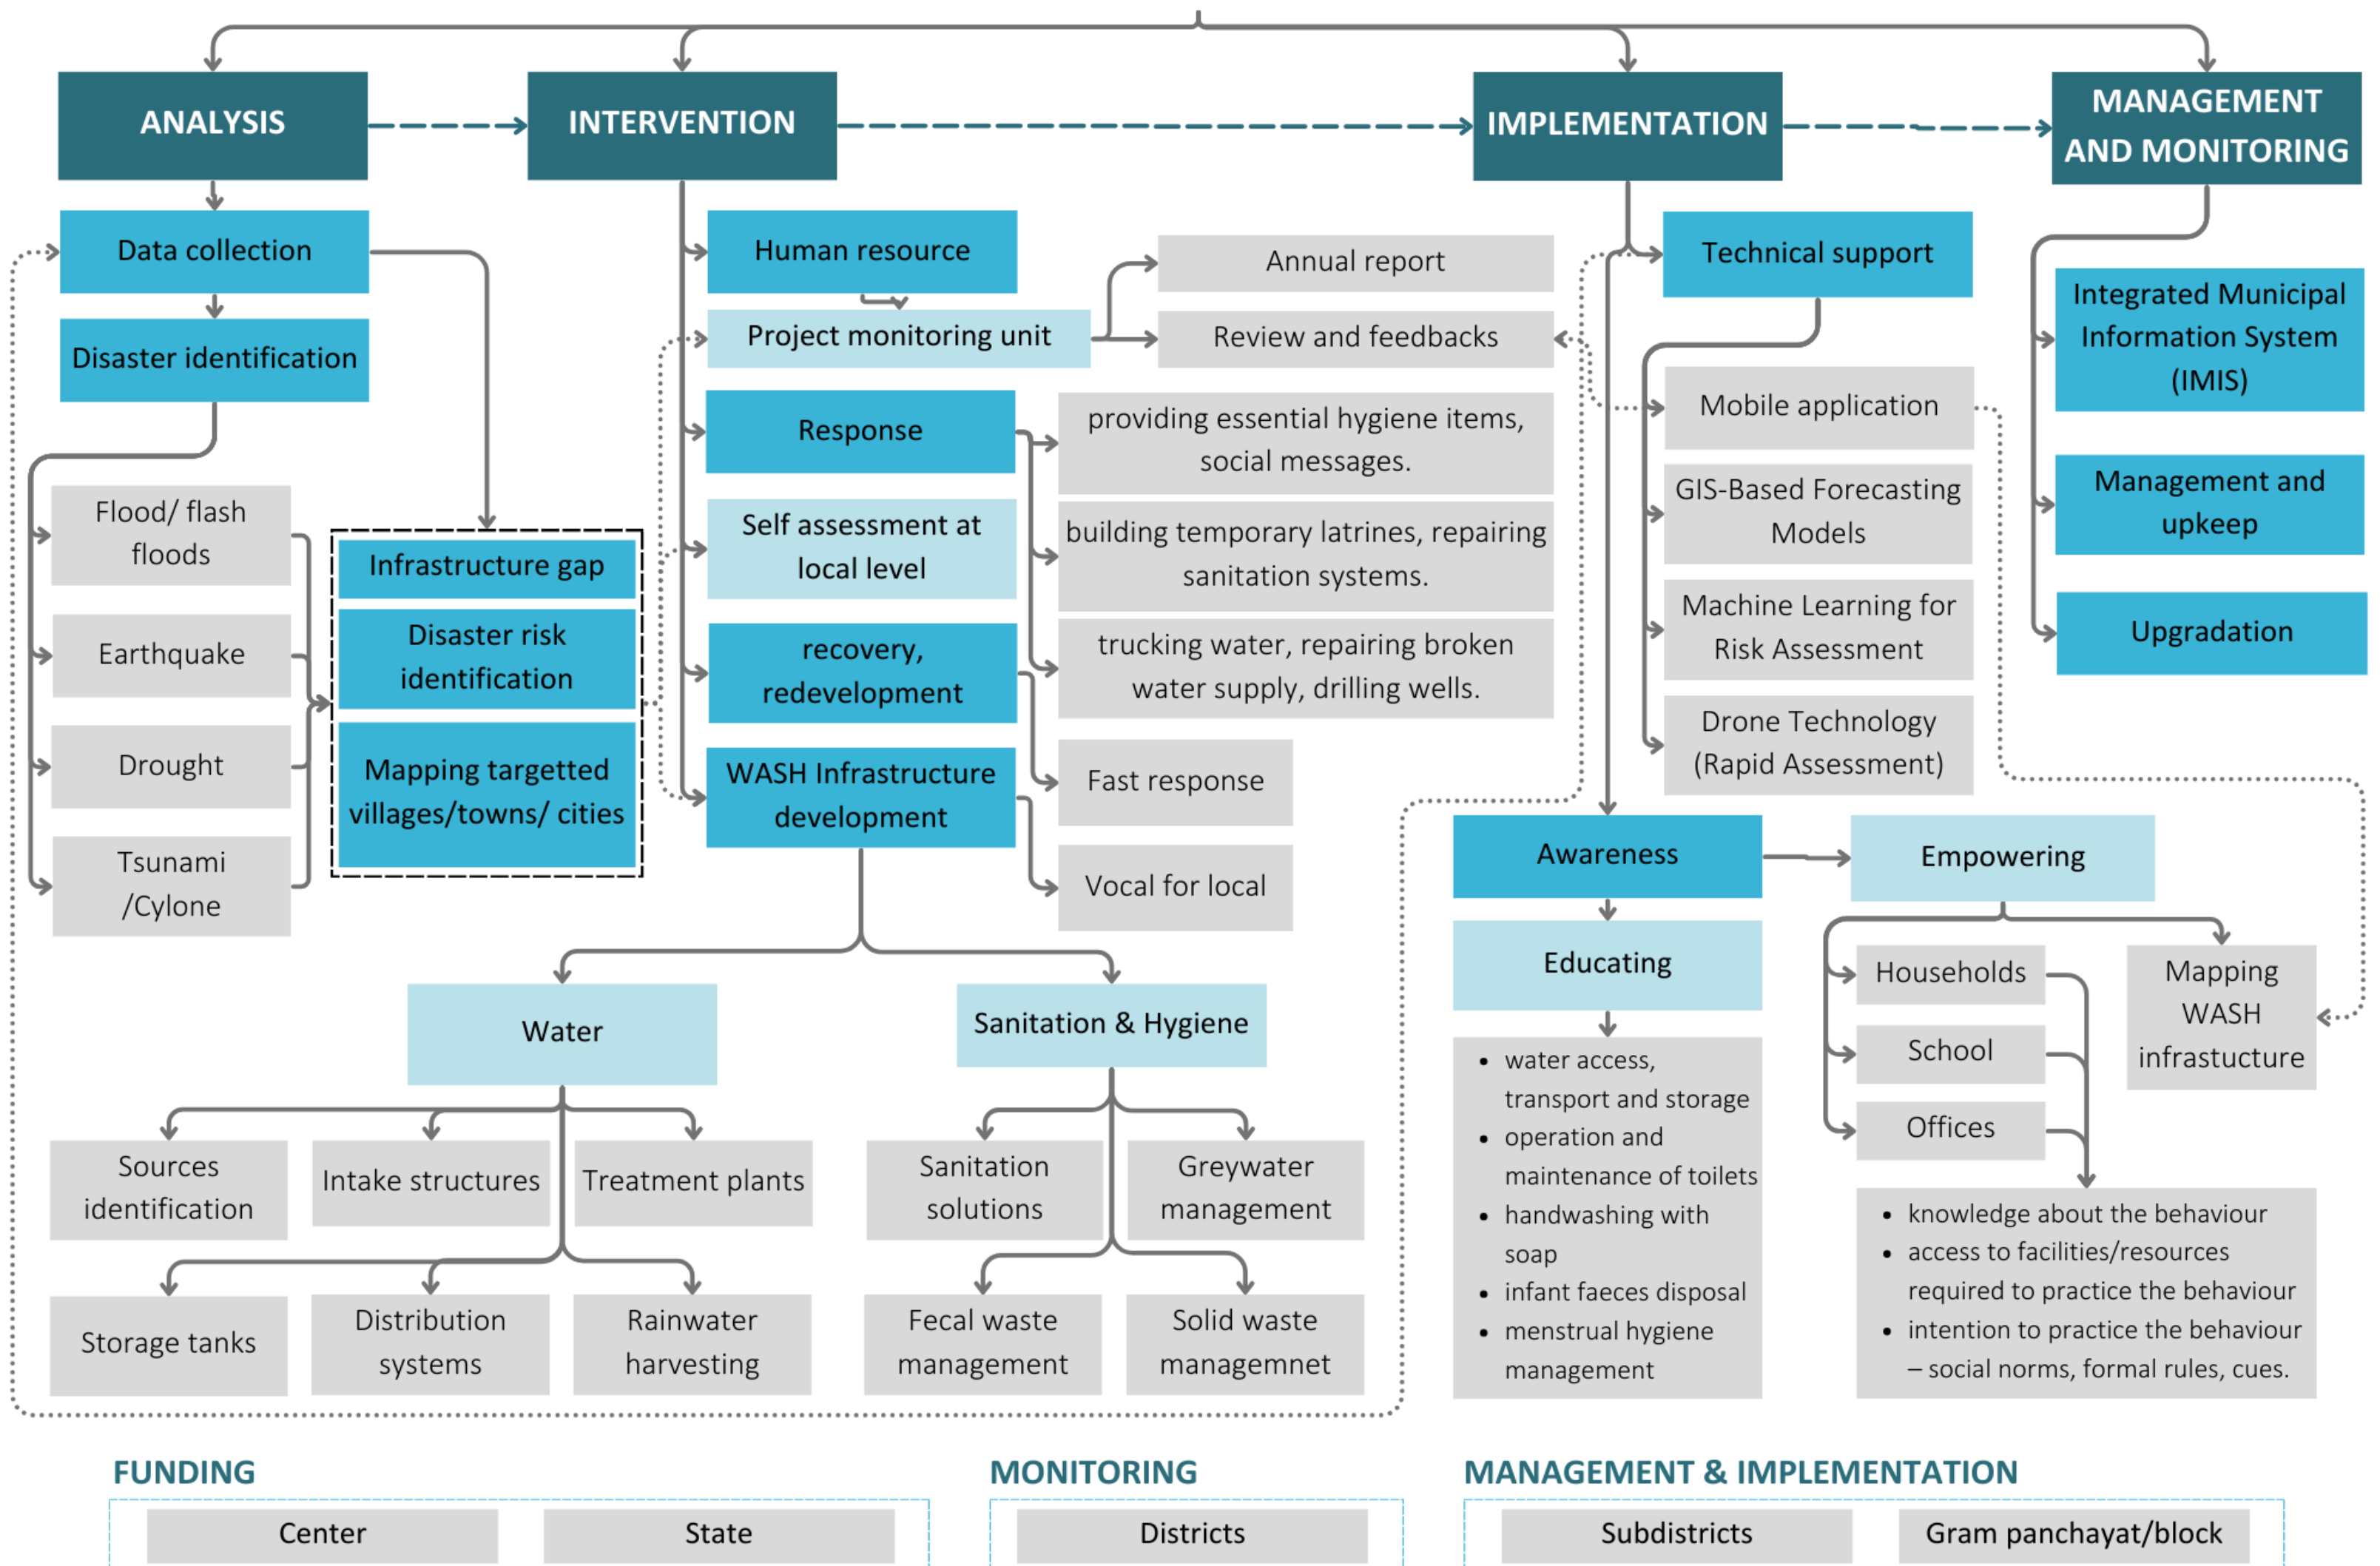 ANALYSIS
INTERVENTION
IMPLEMENTATION
MANAGEMENT
AND MONITORING
Data collection
Disaster identification
Flood/ flash
floods
Earthquake
Drought
Tsunami
/Cylone
Infrastructure gap
Disaster risk
identification
Mapping targetted
villages/towns/ cities
Human resource
Project monitoring unit
Annual report
Review and feedbacks
Response
providing essential hygiene items,
social messages.
building temporary latrines, repairing
sanitation systems.
trucking water, repairing broken
water supply, drilling wells.
Self assessment at
local level
recovery,
redevelopment
Fast response
WASH Infrastructure
development
Vocal for local
Water
Sources
identification
Intake structures
Treatment plants
Storage tanks
Distribution
systems
Rainwater
harvesting
Sanitation & Hygiene
Sanitation
solutions
Greywater
management
Fecal waste
management
Solid waste
managemnet
Technical support
Mobile application
GIS-Based Forecasting
Models
Machine Learning for
Risk Assessment
Drone Technology
(Rapid Assessment)
Awareness
Educating
• water access,
transport and storage
• operation and
maintenance of toilets
• handwashing with
soap
• infant faeces disposal
• menstrual hygiene
management
Empowering
Households
School
Offices
Mapping
WASH
infrastucture
• knowledge about the behaviour
• access to facilities/resources
required to practice the behaviour
• intention to practice the behaviour
– social norms, formal rules, cues.
Integrated Municipal
Information System
(IMIS)
Management and
upkeep
Upgradation
FUNDING
Center
State
MONITORING
Districts
MANAGEMENT & IMPLEMENTATION
Subdistricts
Gram panchayat/block